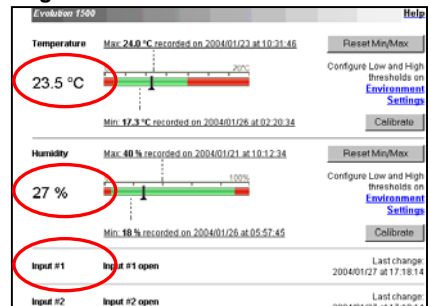 Evolution 1500 Help
Temperature Max: 24.0 °C recorded on 2004/01/23 at 10:31:46 Reset Min/Max
70°C
23.5 °C
Configure Low and High
thresholds on
Environment
Settings
Min: 17.3 °C recorded on 2004/01/26 at 02:20:34 Calibrate
Humidity Max: 40 % recorded on 2004/01/21 at 10:12:34 Reset Min/Max
100%
27 %
Configure Low and High
thresholds on
Environment
Settings
Min: 18 % recorded on 2004/01/26 at 05:57:45 Calibrate
Input #1 Input #1 open Last change:
2004/01/27 at 17:18:14
Input #2 Input #2 open Last change: